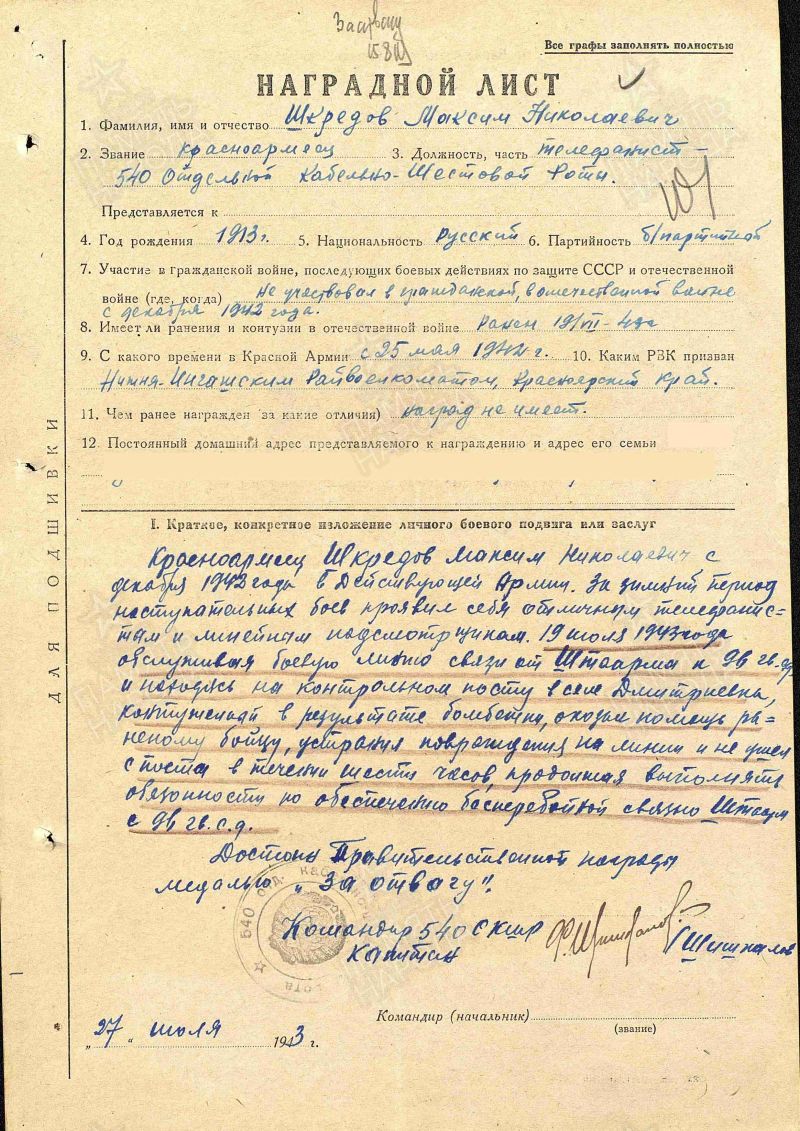 За отвагу
Все графы заполнять полностью
НАГРАДНОЙ ЛИСТ
1. Фамилия, имя и отчество Шкредов Максим Николаевич
2. Звание красноармеец 3. Должность, часть телефонист –
540 Отдельной Кабельно-Шестовой Роты.
Представляется к
4. Год рождения 1913 г. 5. Национальность Русский 6. Партийность б/партийной
7. Участие в гражданской войне, последующих боевых действиях по защите СССР и отечественной
войне (где, когда) Не участвовал в гражданской, в отечественной войне
с декабря 1942 года.
8. Имеет ли ранения и контузии в отечественной войне Ранен 19/VII-43г
9. С какого времени в Красной Армии с 25 мая 1942 г. 10. Каким РВК призван
Нижня-Ингашским Райвоенкоматом, Красноярский край.
11. Чем ранее награжден за какие отличия) наград не имеет.
12. Постоянный домашний адрес представляемого к награждению и адрес его семьи
ДЛЯ ПОДШИВКИ
I. Краткое, конкретное изложение личного боевого подвига или заслуг
Красноармеец Шкредов Максим Николаевич с
декабря 1942 года в Действующей Армии. За зимний период
наступательных боев проявил себя отличным телефонис-
том и линейным надсмотрщиком. 19 июля 1943 года
обслуживая боевую линию связи от Штаарма к 96 гв. сд.
и находясь на контрольном посту в селе Дмитриевка,
контуженный в результате бомбежки, оказал помощь ра-
неному бойцу, устранил повреждения на линии и не ушел
с поста в течении шести часов, продолжая выполнять
обязанности по обеспечению бесперебойной связью Штаарм
с 96 гв. с.д.
Достоин Правительственной награды
медалью „За отвагу".
Командир 540 ОКШР
Капитан Шишкалов
Командир (начальник)
(звание)
„27" июля 1943 г.